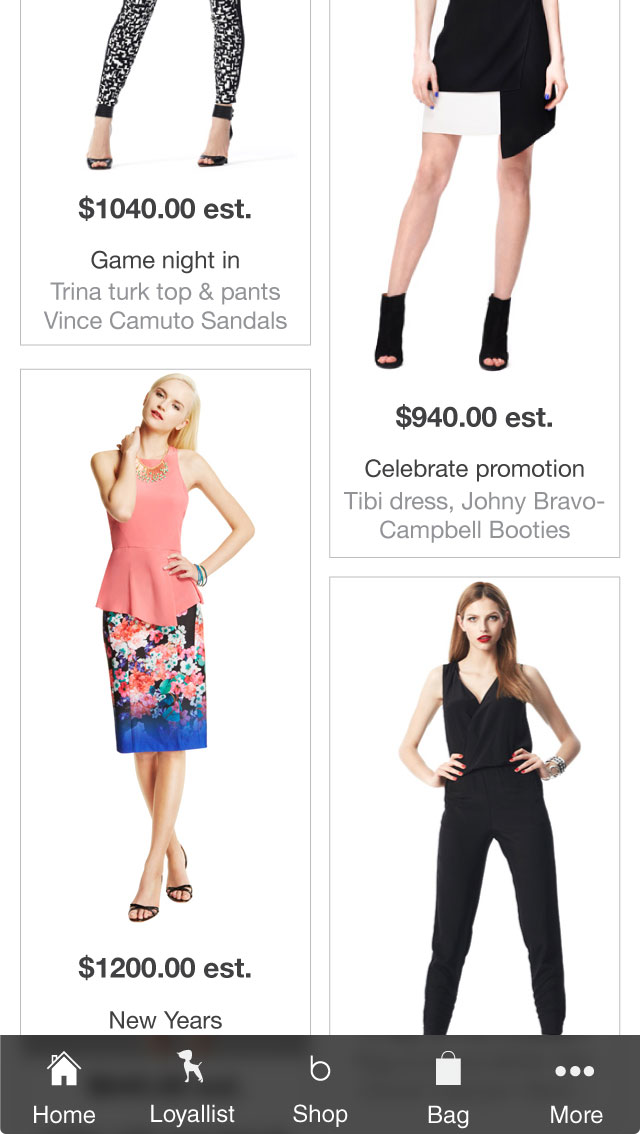 $1040.00 est.
Game night in
Trina turk top & pants
Vince Camuto Sandals
$940.00 est.
Celebrate promotion
Tibi dress, Johny Bravo-
Campbell Booties
$1200.00 est.
New Years
Home
Loyallist
b
Shop
Bag
More